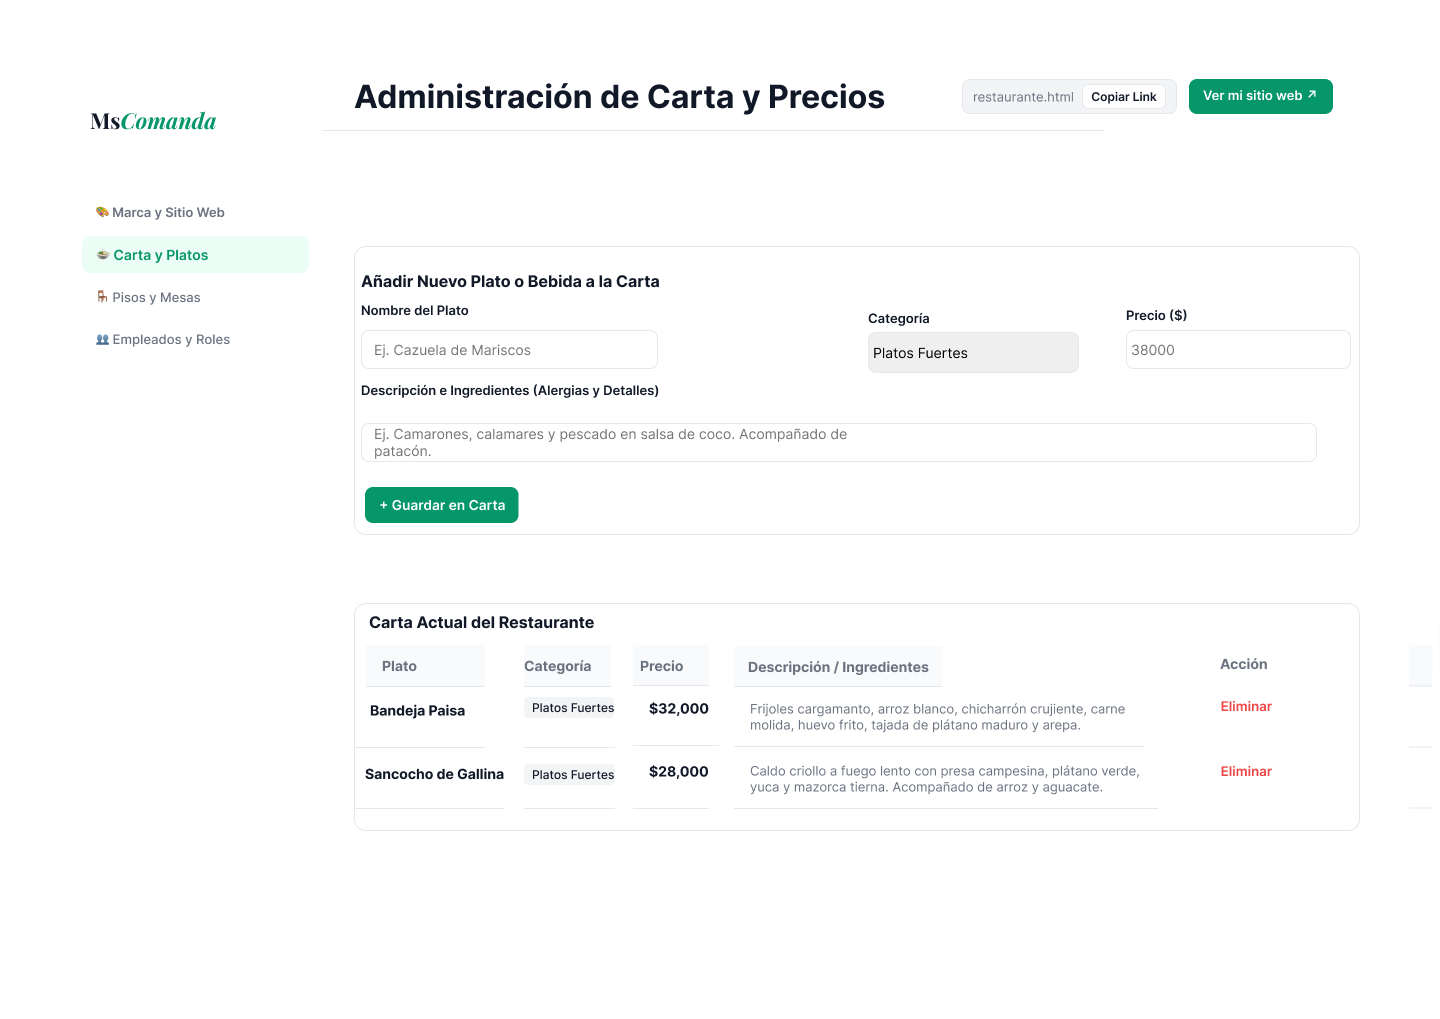 Administración de Carta y Precios
restaurante.html
Copiar Link
Ver mi sitio web ↗
MsComanda
🎨 Marca y Sitio Web
🍲 Carta y Platos
🪑 Pisos y Mesas
👥 Empleados y Roles
Añadir Nuevo Plato o Bebida a la Carta
Nombre del Plato
Categoría
Precio ($)
Ej. Cazuela de Mariscos
Platos Fuertes
38000
Descripción e Ingredientes (Alergias y Detalles)
Ej. Camarones, calamares y pescado en salsa de coco. Acompañado de
patacón.
+ Guardar en Carta
Carta Actual del Restaurante
Plato
Categoría
Precio
Descripción / Ingredientes
Acción
Bandeja Paisa
Platos Fuertes
$32,000
Frijoles cargamanto, arroz blanco, chicharrón crujiente, carne
molida, huevo frito, tajada de plátano maduro y arepa.
Eliminar
Sancocho de Gallina
Platos Fuertes
$28,000
Caldo criollo a fuego lento con presa campesina, plátano verde,
yuca y mazorca tierna. Acompañado de arroz y aguacate.
Eliminar